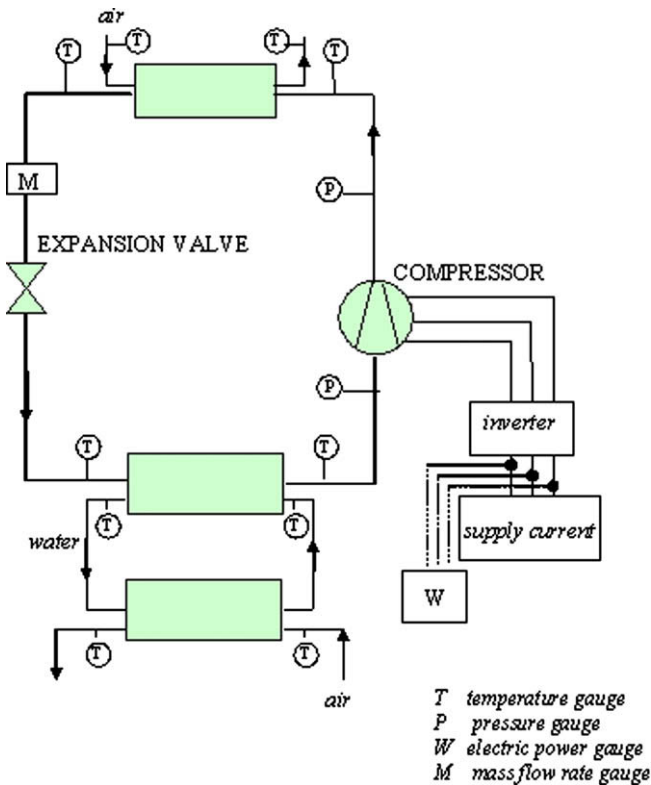 air
T
T
T
T
M
P
EXPANSION VALVE
COMPRESSOR
P
inverter
T
T
T
T
water
supply current
W
T
T
air
T temperature gauge
P pressure gauge
W electric power gauge
M mass flow rate gauge